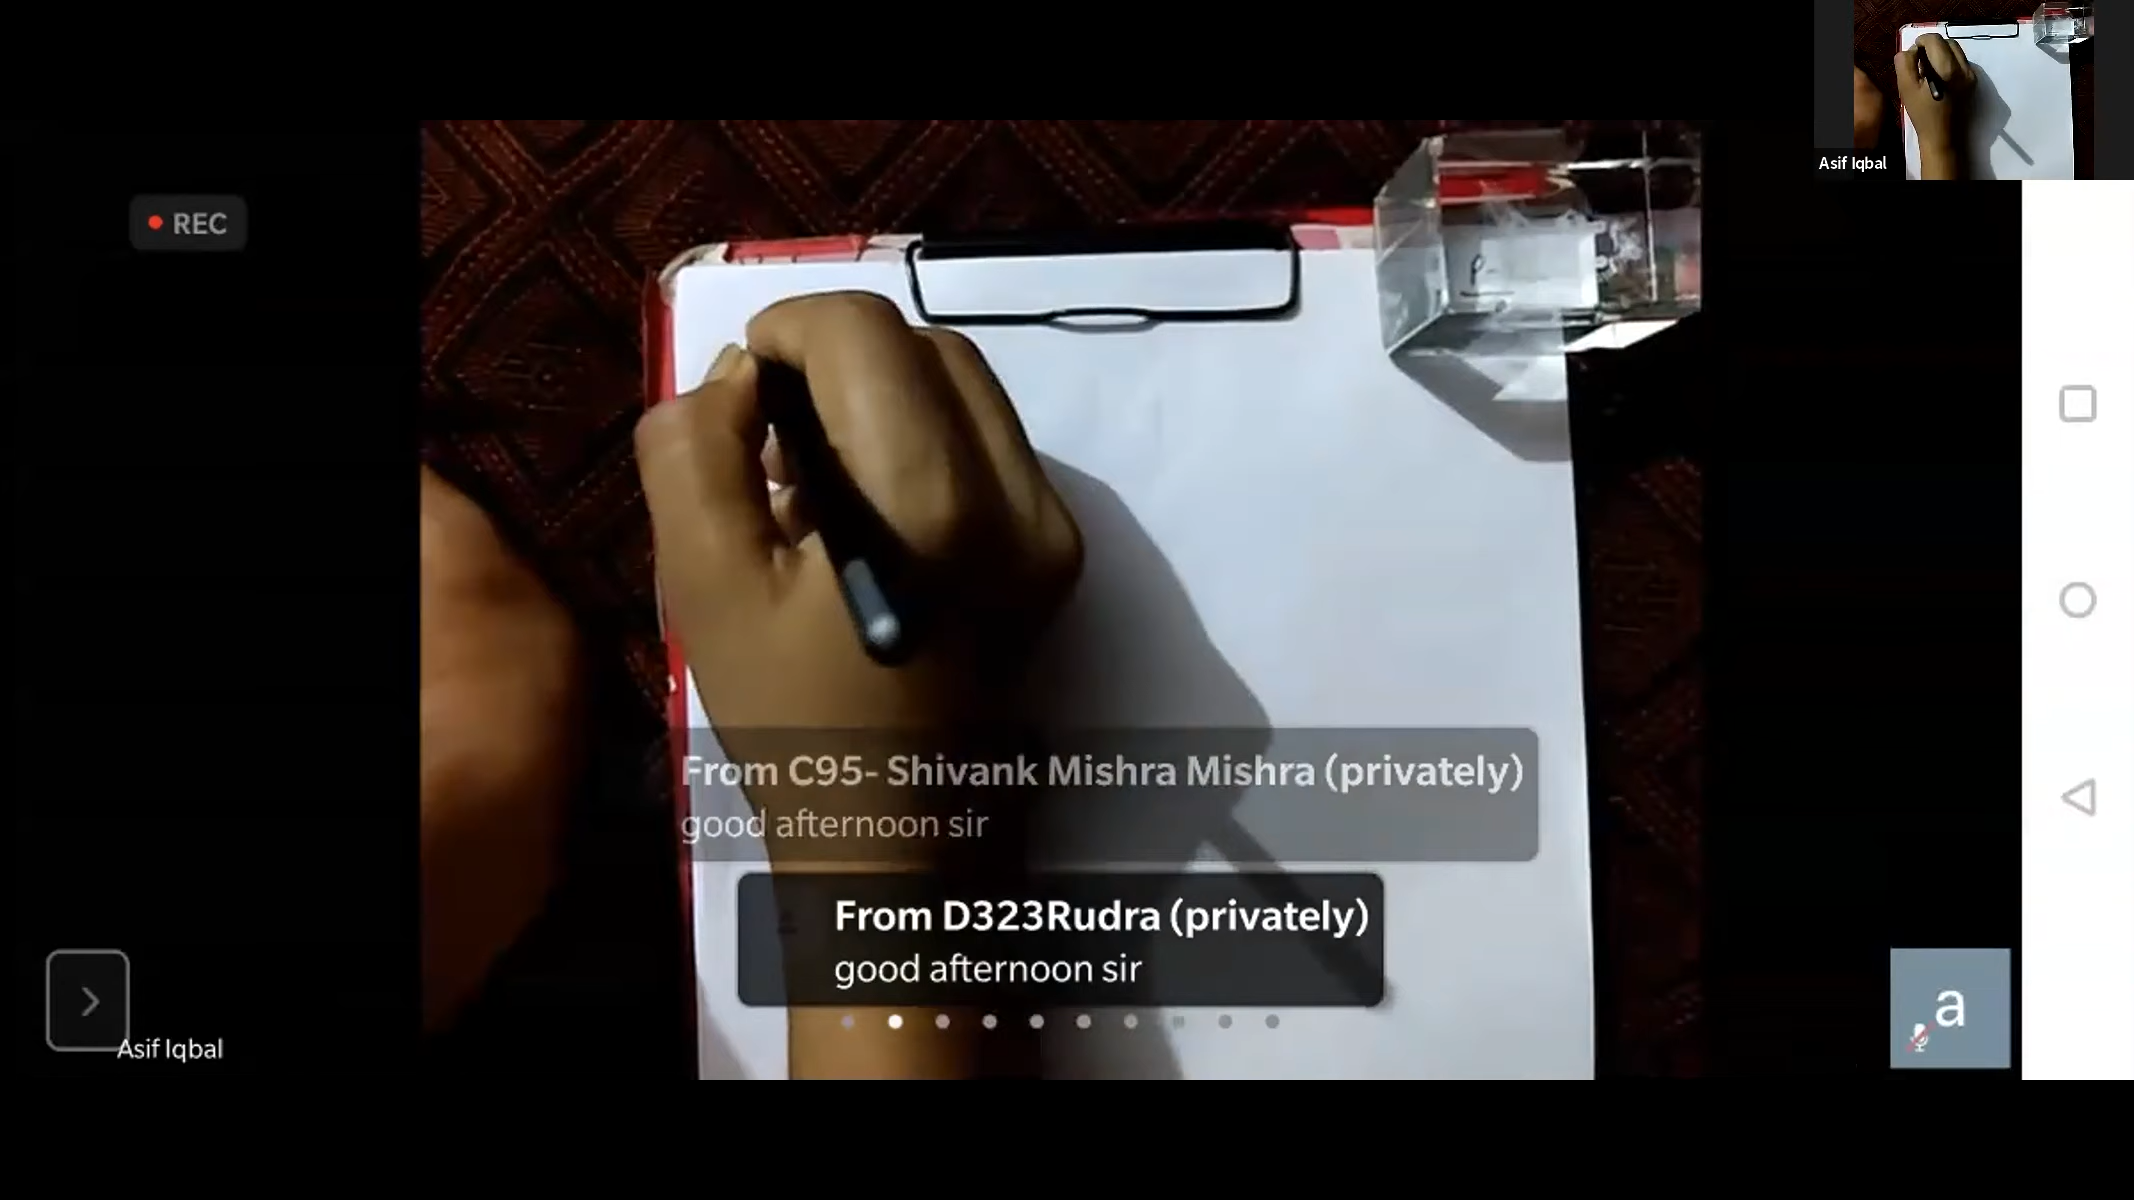 Asif Iqbal
REC
From C95- Shivank Mishra Mishra (privately)
good afternoon sir
From D323Rudra (privately)
good afternoon sir
Asif Iqbal
a